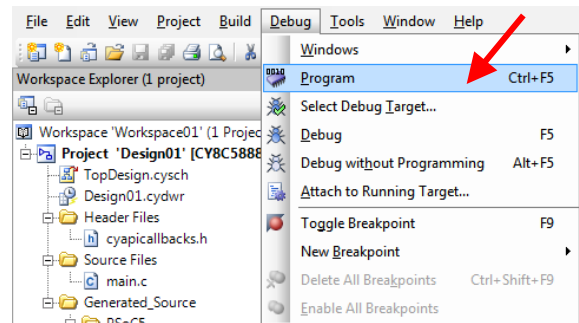 File Edit View Project Build Debug Tools Window Help
Workspace Explorer (1 project)
Workspace 'Workspace01' (1 Projec
Project 'Design01' [CY8C5888
TopDesign.cysch
Design01.cydwr
Header Files
cyapicallbacks.h
Source Files
main.c
Generated_Source
PSoC5
Windows
0010
Program Ctrl+F5
Select Debug Target...
Debug F5
Debug without Programming Alt+F5
Attach to Running Target...
Toggle Breakpoint F9
New Breakpoint
Delete All Breakpoints Ctrl+Shift+F9
Enable All Breakpoints